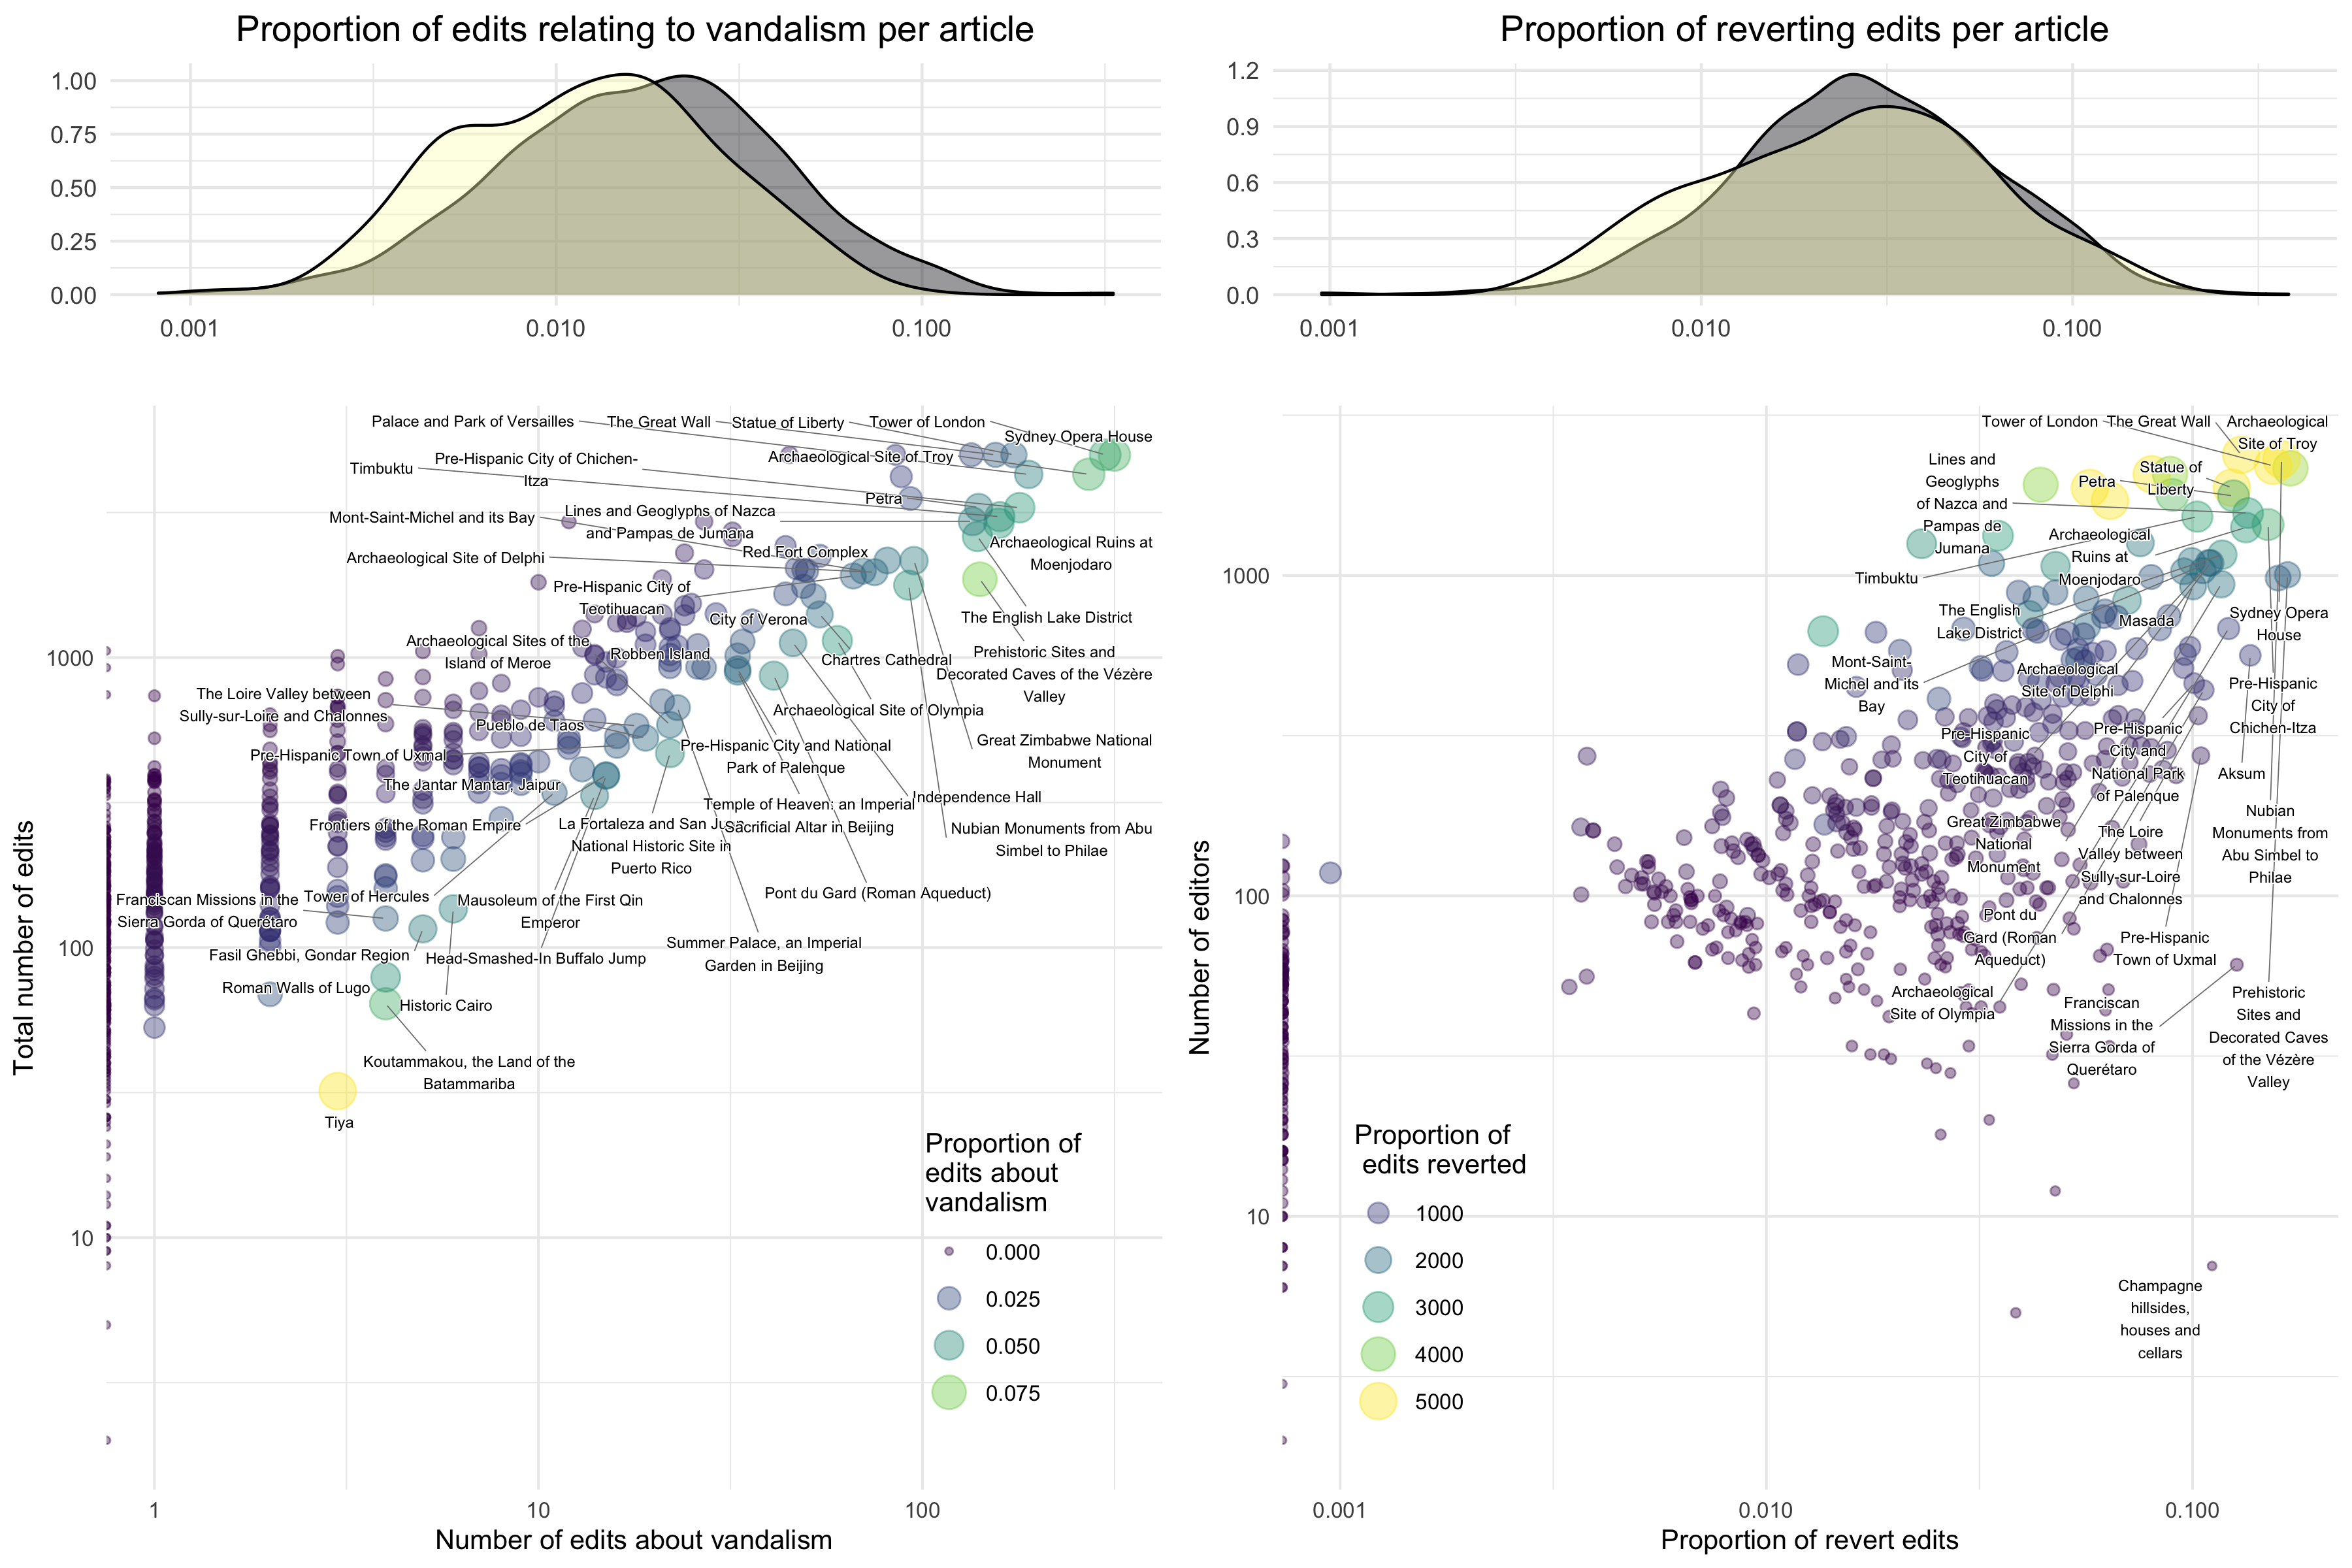 Proportion of edits relating to vandalism per article
1.00
0.75
0.50
0.25
0.00
0.001
0.010
0.100
Proportion of reverting edits per article
1.2
0.9
0.6
0.3
0.0
0.001
0.010
0.100
Total number of edits
1000
100
10
1
10
100
Number of edits about vandalism
Palace and Park of Versailles
The Great Wall
Statue of Liberty
Tower of London
Sydney Opera House
Timbuktu
Pre-Hispanic City of Chichen-
Itza
Archaeological Site of Troy
Petra
Mont-Saint-Michel and its Bay
Lines and Geoglyphs of Nazca
and Pampas de Jumana
Archaeological Site of Delphi
Red Fort Complex
Archaeological Ruins at
Moenjodaro
Pre-Hispanic City of
Teotihuacan
City of Verona
The English Lake District
Archaeological Sites of the
Island of Meroe
Robben Island
Chartres Cathedral
Prehistoric Sites and
Decorated Caves of the Vézère
Valley
The Loire Valley between
Sully-sur-Loire and Chalonnes
Pueblo de Taos
Archaeological Site of Olympia
Pre-Hispanic Town of Uxmal
Pre-Hispanic City and National
Park of Palenque
Great Zimbabwe National
Monument
The Jantar Mantar, Jaipur
Temple of Heaven: an Imperial
Sacrificial Altar in Beijing
Independence Hall
Frontiers of the Roman Empire
La Fortaleza and San Ju
National Historic Site in
Puerto Rico
Nubian Monuments from Abu
Simbel to Philae
Franciscan Missions in the
Sierra Gorda of Querétaro
Tower of Hercules
Mausoleum of the First Qin
Emperor
Pont du Gard (Roman Aqueduct)
Fasil Ghebbi, Gondar Region
Head-Smashed-In Buffalo Jump
Summer Palace, an Imperial
Garden in Beijing
Roman Walls of Lugo
Historic Cairo
Koutammakou, the Land of the
Batammariba
Tiya
Proportion of
edits about
vandalism
0.000
0.025
0.050
0.075
Number of editors
1000
100
10
0.001
0.010
0.100
Proportion of revert edits
Tower of London
The Great Wall
Archaeological
Site of Troy
Lines and
Geoglyphs
of Nazca and
Pampas de
Jumana
Petra
Statue of
Liberty
Archaeological
Ruins at
Moenjodaro
Timbuktu
The English
Lake District
Masada
Sydney Opera
House
Mont-Saint-
Michel and its
Bay
Archaeological
Site of Delphi
Pre-Hispanic
City of
Chichen-Itza
Pre-Hispanic
City of
Teotihuacan
Pre-Hispanic
City and
National Park
of Palenque
Aksum
Great Zimbabwe
National
Monument
The Loire
Valley between
Sully-sur-Loire
and Chalonnes
Nubian
Monuments from
Abu Simbel to
Philae
Pont du
Gard (Roman
Aqueduct)
Pre-Hispanic
Town of Uxmal
Archaeological
Site of Olympia
Franciscan
Missions in the
Sierra Gorda of
Querétaro
Prehistoric
Sites and
Decorated Caves
of the Vézère
Valley
Champagne
hillsides,
houses and
cellars
Proportion of
edits reverted
1000
2000
3000
4000
5000